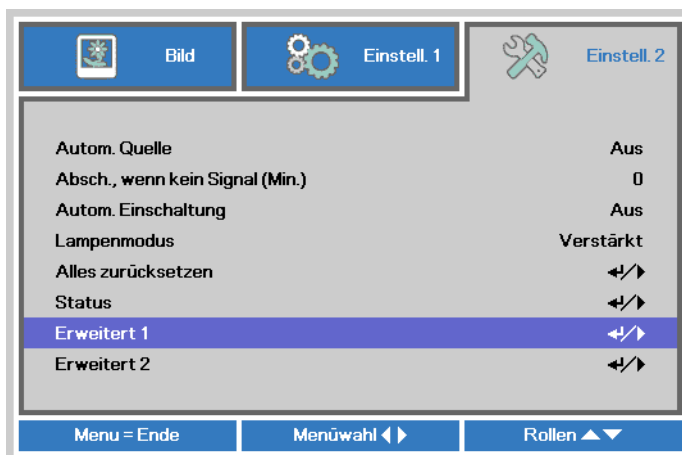 Bild
Einstell. 1
Einstell. 2
Autom. Quelle Aus
Absch., wenn kein Signal (Min.) 0
Autom. Einschaltung Aus
Lampenmodus Verstärkt
Alles zurücksetzen ↵/▶
Status ↵/▶
Erweitert 1 ↵/▶
Erweitert 2 ↵/▶
Menu = Ende Menüwahl ◀▶ Rollen ▲▼